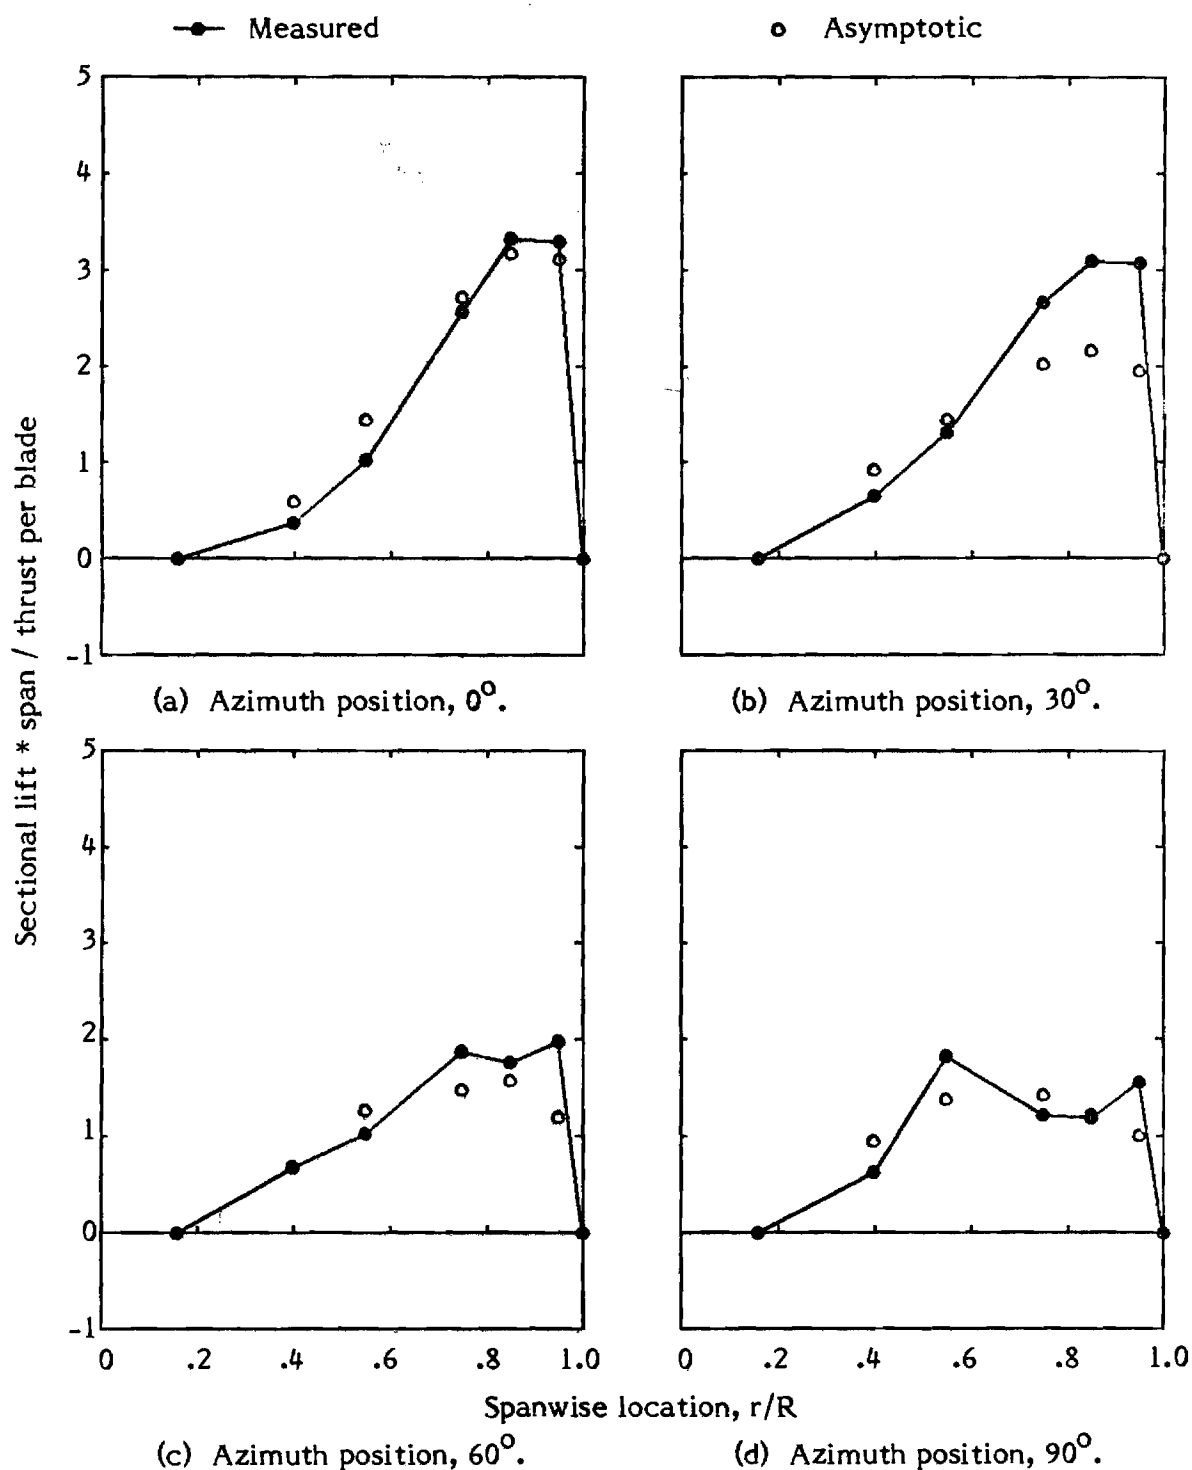 Measured
Asymptotic
5
4
3
2
1
0
-1
Sectional lift * span / thrust per blade
(a) Azimuth position, 0°.
(b) Azimuth position, 30°.
5
4
3
2
1
0
-1
0 .2 .4 .6 .8 1.0
0 .2 .4 .6 .8 1.0
Spanwise location, r/R
(c) Azimuth position, 60°.
(d) Azimuth position, 90°.